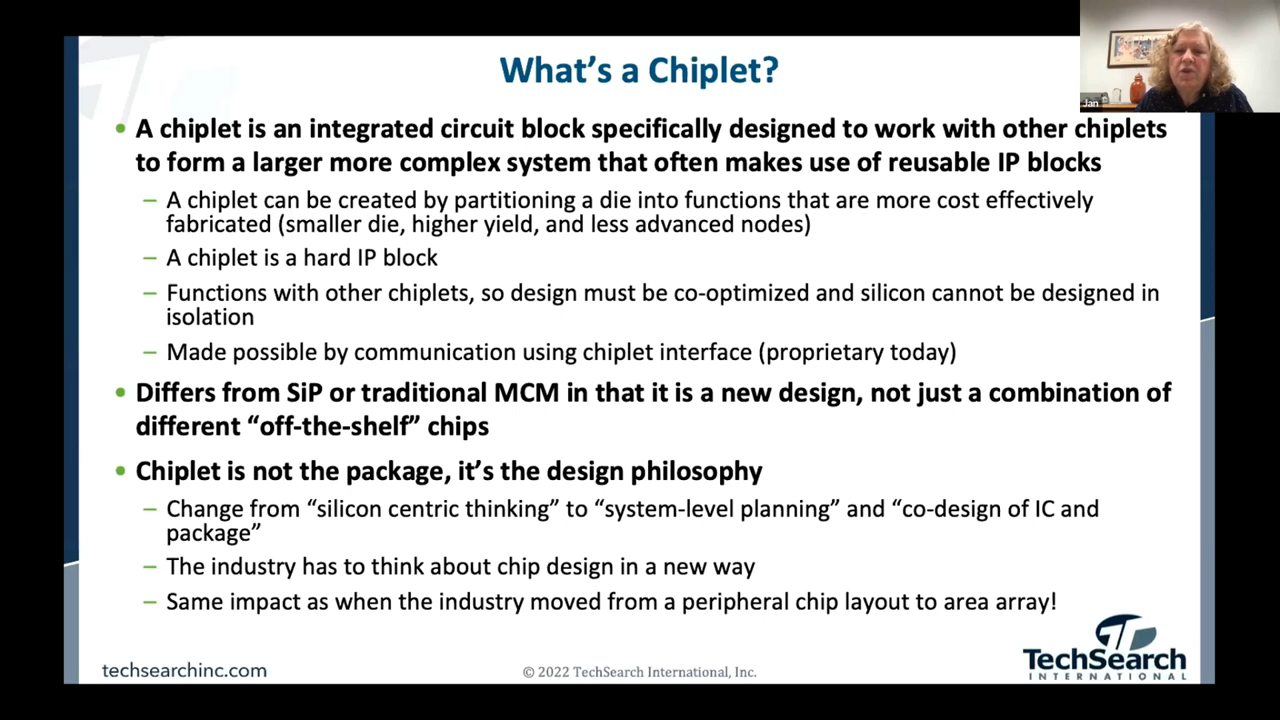 What's a Chiplet?
Jan
• A chiplet is an integrated circuit block specifically designed to work with other chiplets
to form a larger more complex system that often makes use of reusable IP blocks
– A chiplet can be created by partitioning a die into functions that are more cost effectively
fabricated (smaller die, higher yield, and less advanced nodes)
– A chiplet is a hard IP block
– Functions with other chiplets, so design must be co-optimized and silicon cannot be designed in
isolation
– Made possible by communication using chiplet interface (proprietary today)
• Differs from SiP or traditional MCM in that it is a new design, not just a combination of
different “off-the-shelf” chips
• Chiplet is not the package, it’s the design philosophy
– Change from “silicon centric thinking” to “system-level planning” and “co-design of IC and
package”
– The industry has to think about chip design in a new way
– Same impact as when the industry moved from a peripheral chip layout to area array!
techsearchinc.com
© 2022 TechSearch International, Inc.
TechSearch
INTERNATIONAL